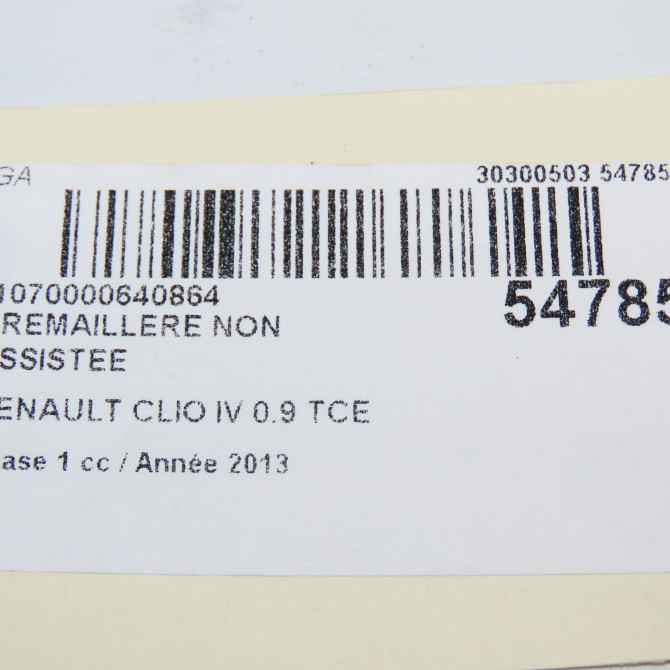 GA 30300503 54785
1070000640864
54785
REMAILLERE NON
SSISTEE
ENAULT CLIO IV 0.9 TCE
ase 1 cc / Année 2013